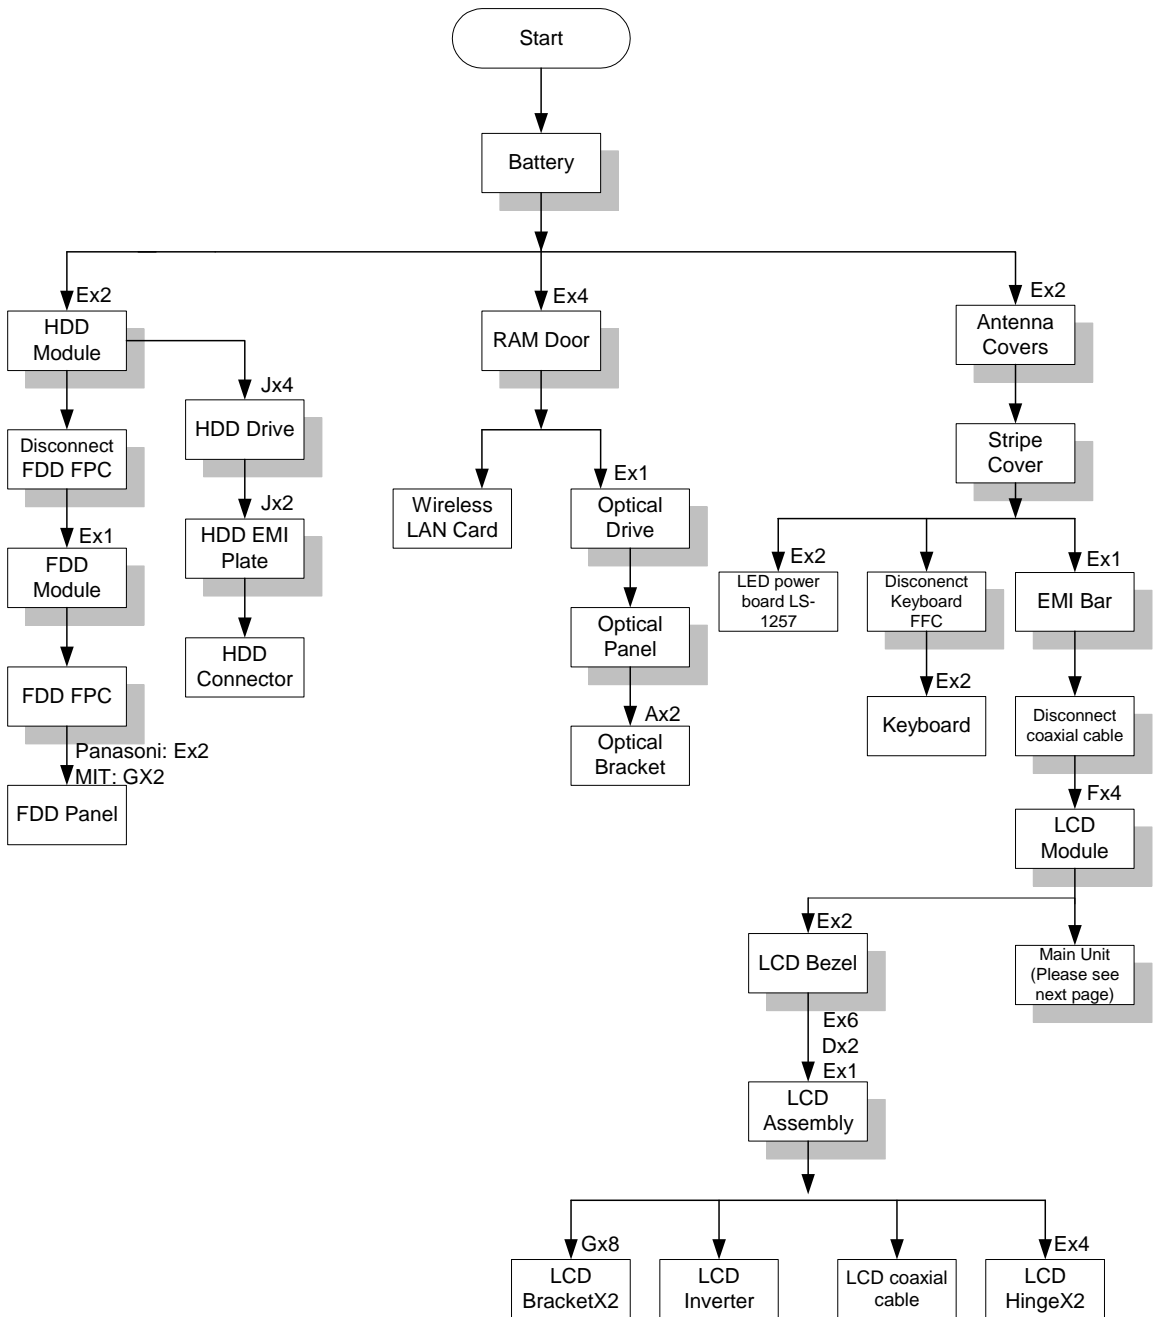 Start
Battery
Ex2
Ex4
Ex2
HDD
Module
RAM Door
Antenna
Covers
Jx4
Disconnect
FDD FPC
HDD Drive
Stripe
Cover
Ex1
Jx2
Ex1
Wireless
LAN Card
Optical
Drive
FDD
Module
HDD EMI
Plate
Ex2
Ex1
LED power
board LS-
1257
Disconenct
Keyboard
FFC
EMI Bar
Optical
Panel
HDD
Connector
FDD FPC
Ex2
Ax2
Keyboard
Disconnect
coaxial cable
Panasoni: Ex2
MIT: GX2
Optical
Bracket
FDD Panel
Fx4
LCD
Module
Ex2
LCD Bezel
Main Unit
(Please see
next page)
Ex6
Dx2
Ex1
LCD
Assembly
Gx8
Ex4
LCD
BracketX2
LCD
Inverter
LCD coaxial
cable
LCD
HingeX2